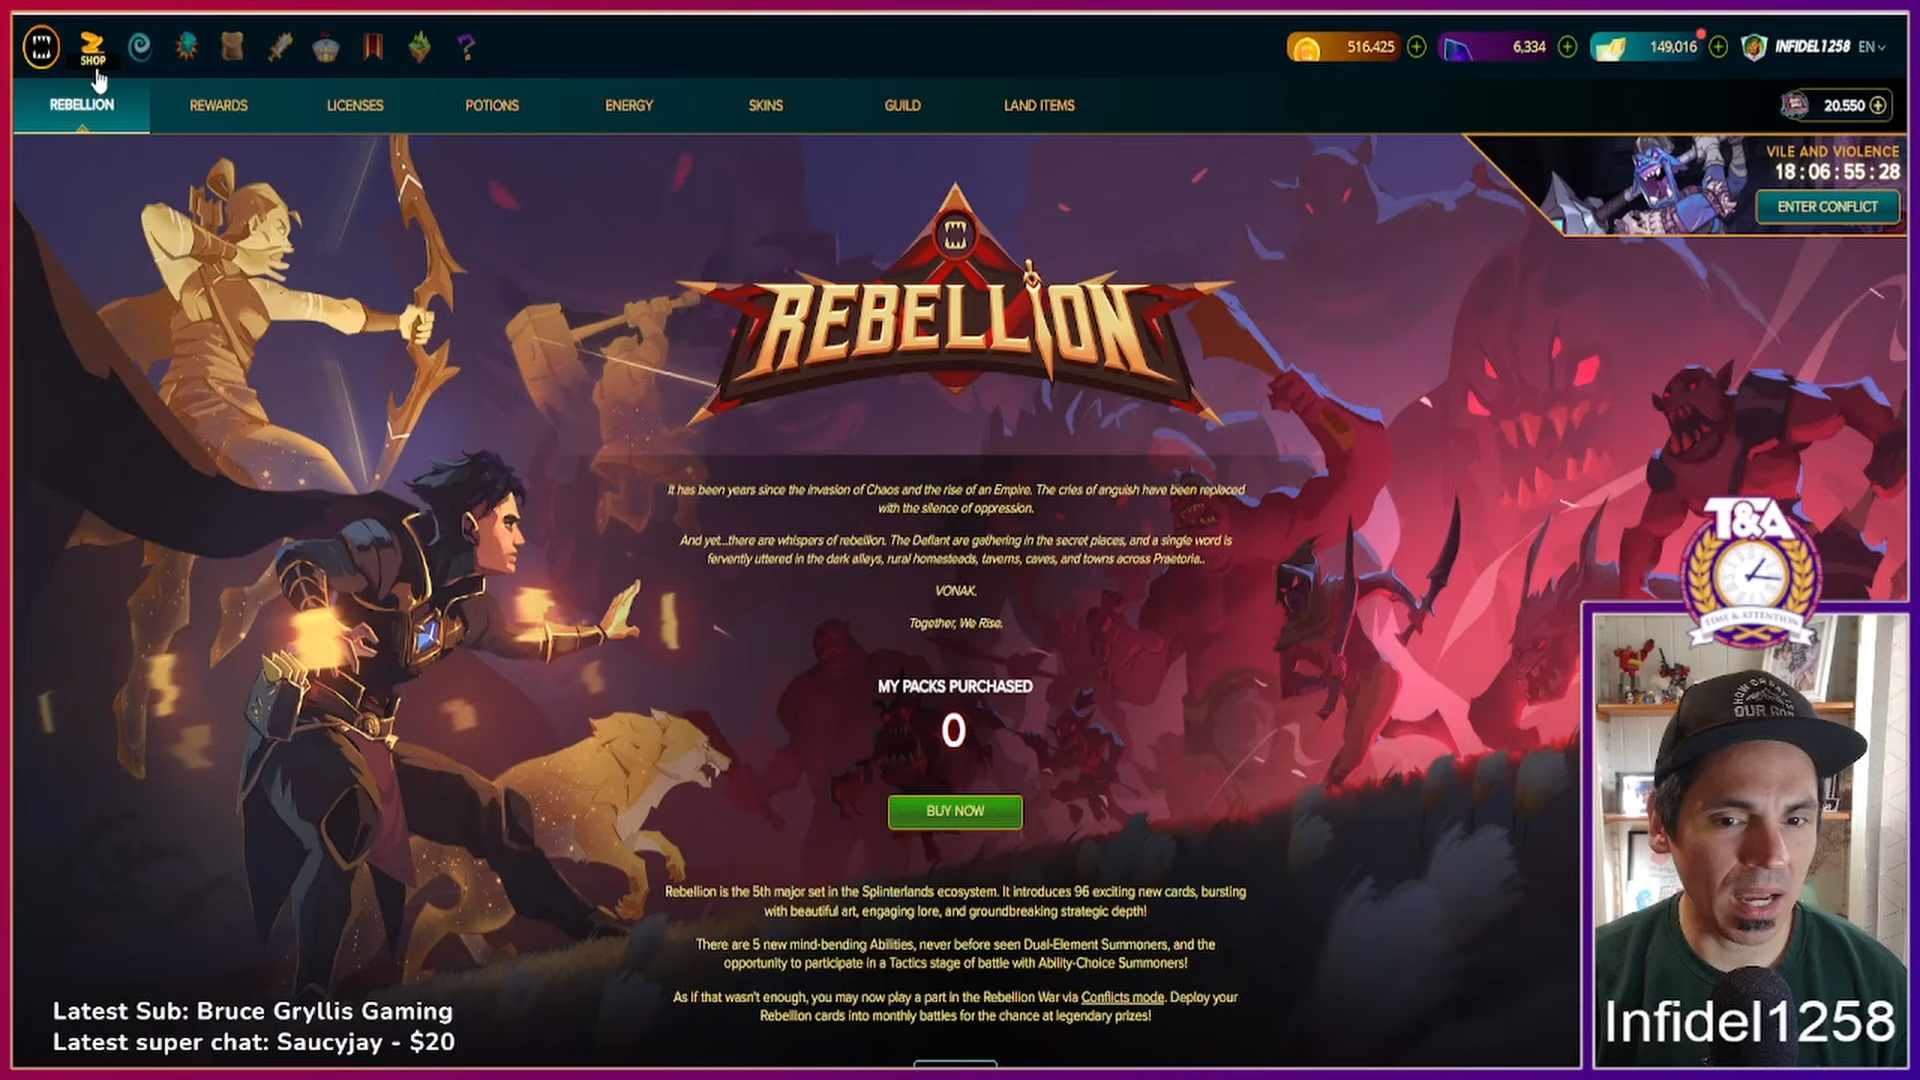 SHOP
516.425
6,334
149,016
INFIDEL1258
EN
REBELLION
REWARDS
LICENSES
POTIONS
ENERGY
SKINS
GUILD
LAND ITEMS
20.550
VILE AND VIOLENCE
18 : 06 : 55 : 28
ENTER CONFLICT
REBELLION
It has been years since the invasion of Chaos and the rise of an Empire. The cries of anguish have been replaced
with the silence of oppression.
And yet...there are whispers of rebellion. The Defiant are gathering in the secret places, and a single word is
fervently uttered in the dark alleys, rural homesteads, taverns, caves, and towns across Praetoria..
VONAK.
Together, We Rise.
MY PACKS PURCHASED
0
BUY NOW
Rebellion is the 5th major set in the Splinterlands ecosystem. It introduces 96 exciting new cards, bursting
with beautiful art, engaging lore, and groundbreaking strategic depth!
There are 5 new mind-bending Abilities, never before seen Dual-Element Summoners, and the
opportunity to participate in a Tactics stage of battle with Ability-Choice Summoners!
As if that wasn't enough, you may now play a part in the Rebellion War via Conflicts mode. Deploy your
Rebellion cards into monthly battles for the chance at legendary prizes!
T&A
TIME & ATTENTION
HOW GREAT
OUR GOD
Latest Sub: Bruce Gryllis Gaming
Latest super chat: Saucyjay - $20
Infidel1258